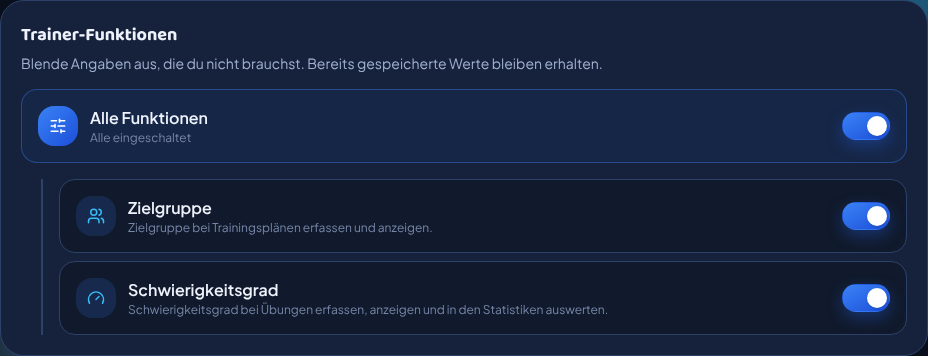 Trainer-Funktionen
Blende Angaben aus, die du nicht brauchst. Bereits gespeicherte Werte bleiben erhalten.
Alle Funktionen
Alle eingeschaltet
Zielgruppe
Zielgruppe bei Trainingsplänen erfassen und anzeigen.
Schwierigkeitsgrad
Schwierigkeitsgrad bei Übungen erfassen, anzeigen und in den Statistiken auswerten.